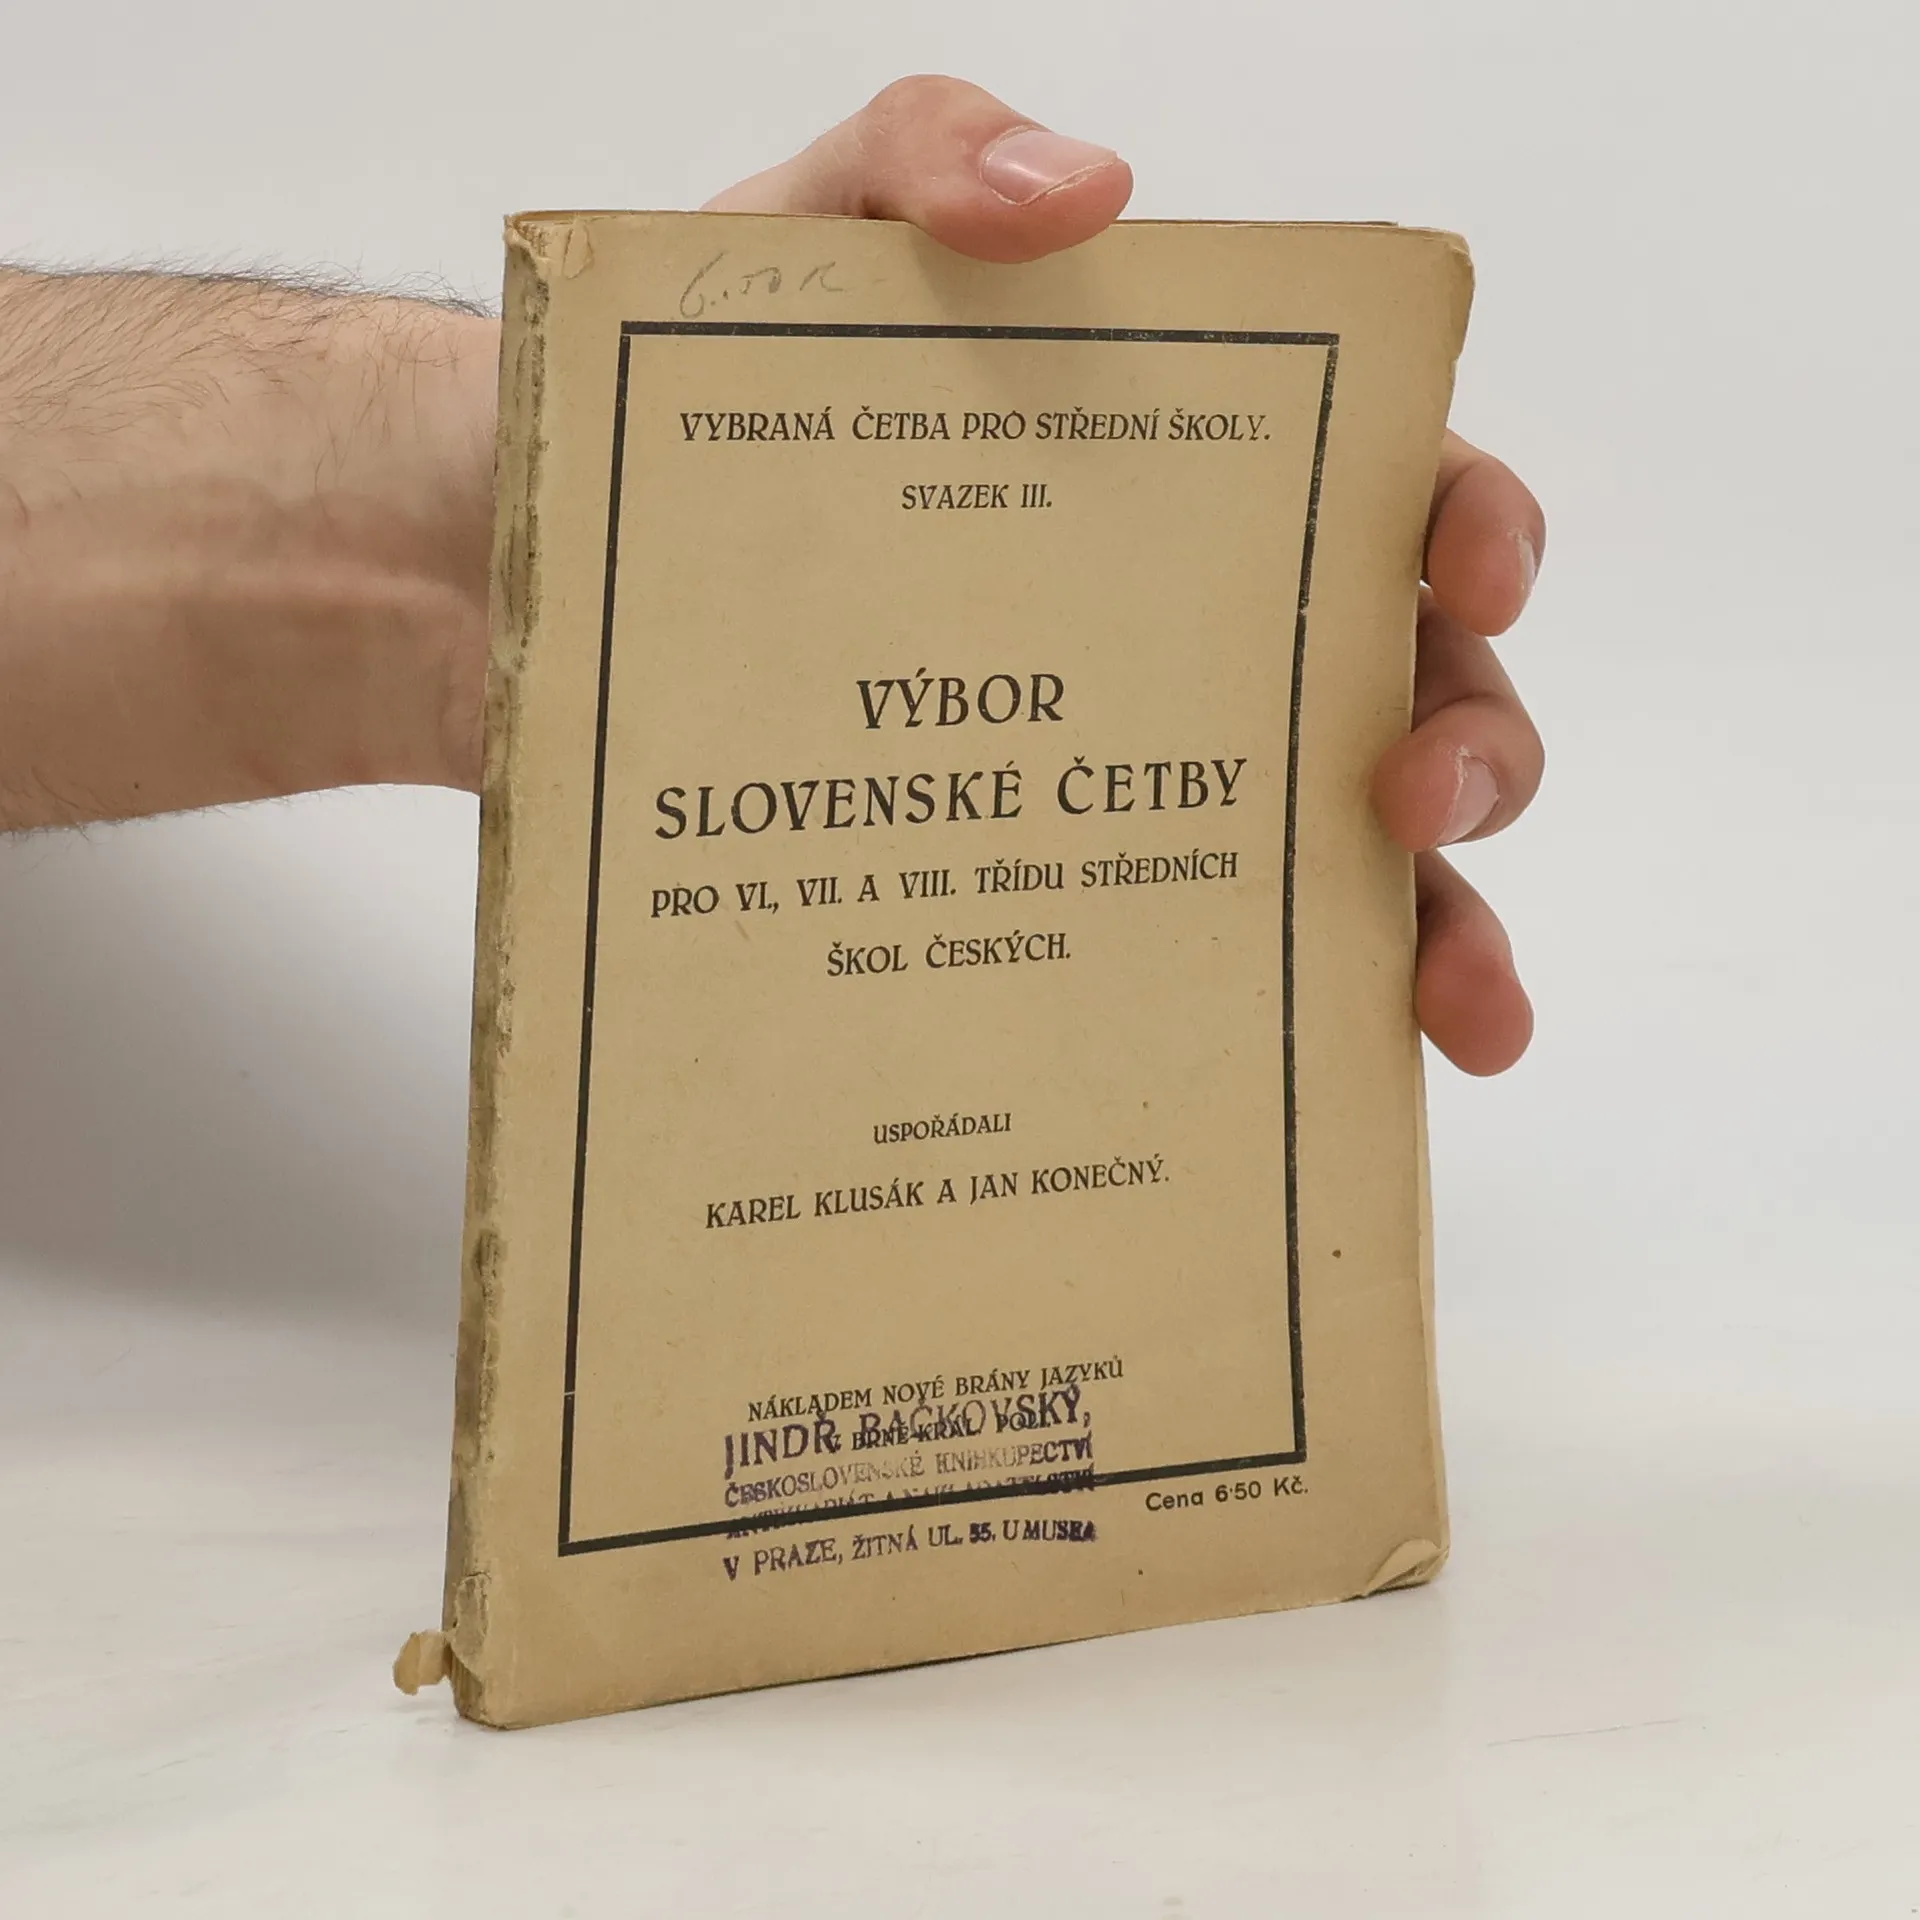 VYBRANÁ ČETBA PRO STŘEDNÍ ŠKOLY.
SVAZEK III.
VÝBOR
SLOVENSKÉ ČETBY
PRO VI., VII. A VIII. TŘÍDU STŘEDNÍCH
ŠKOL ČESKÝCH.
USPOŘÁDALI
KAREL KLUSÁK A JAN KONEČNÝ.
NÁKLADEM NOVÉ BRÁNY JAZYKŮ
V BRNĚ-KRÁL. POLI.
JINDŘ. BAČKOVSKÝ,
ČESKOSLOVENSKÉ KNIHKUPECTVÍ
ANTIKVARIÁT A NAKLADATELSTVÍ
V PRAZE, ŽITNÁ UL. 55. U MUSEA
Cena 6·50 Kč.